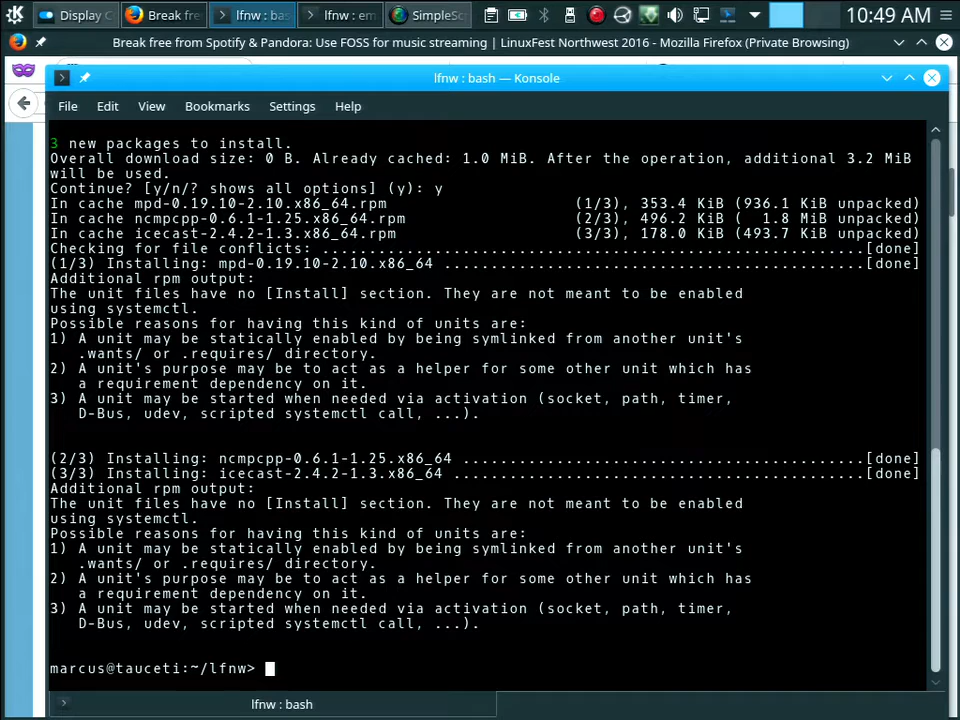 Display C
Break fre
lfnw : bas
lfnw : em
SimpleSc
10:49 AM
Break free from Spotify & Pandora: Use FOSS for music streaming | LinuxFest Northwest 2016 - Mozilla Firefox (Private Browsing)
lfnw : bash — Konsole
File Edit View Bookmarks Settings Help
3 new packages to install.
Overall download size: 0 B. Already cached: 1.0 MiB. After the operation, additional 3.2 MiB
will be used.
Continue? [y/n/? shows all options] (y): y
In cache mpd-0.19.10-2.10.x86_64.rpm (1/3), 353.4 KiB (936.1 KiB unpacked)
In cache ncmpcpp-0.6.1-1.25.x86_64.rpm (2/3), 496.2 KiB ( 1.8 MiB unpacked)
In cache icecast-2.4.2-1.3.x86_64.rpm (3/3), 178.0 KiB (493.7 KiB unpacked)
Checking for file conflicts: ...........................................................[done]
(1/3) Installing: mpd-0.19.10-2.10.x86_64 .............................................[done]
Additional rpm output:
The unit files have no [Install] section. They are not meant to be enabled
using systemctl.
Possible reasons for having this kind of units are:
1) A unit may be statically enabled by being symlinked from another unit's
.wants/ or .requires/ directory.
2) A unit's purpose may be to act as a helper for some other unit which has
a requirement dependency on it.
3) A unit may be started when needed via activation (socket, path, timer,
D-Bus, udev, scripted systemctl call, ...).
(2/3) Installing: ncmpcpp-0.6.1-1.25.x86_64 ...........................................[done]
(3/3) Installing: icecast-2.4.2-1.3.x86_64 ............................................[done]
Additional rpm output:
The unit files have no [Install] section. They are not meant to be enabled
using systemctl.
Possible reasons for having this kind of units are:
1) A unit may be statically enabled by being symlinked from another unit's
.wants/ or .requires/ directory.
2) A unit's purpose may be to act as a helper for some other unit which has
a requirement dependency on it.
3) A unit may be started when needed via activation (socket, path, timer,
D-Bus, udev, scripted systemctl call, ...).
marcus@tauceti:~/lfnw>
lfnw : bash